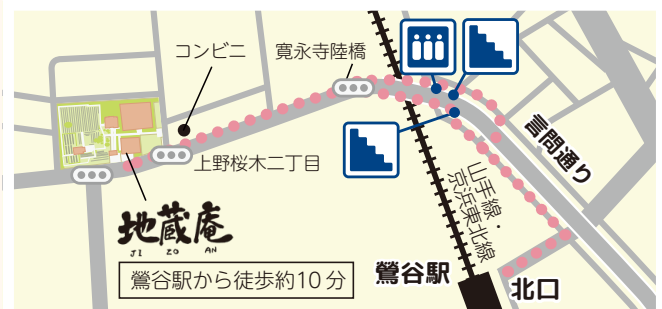 コンビニ
寛永寺陸橋
言問通り
上野桜木二丁目
山手線・
京浜東北線
地蔵庵
JI ZO AN
鶯谷駅から徒歩約10分
鶯谷駅
北口